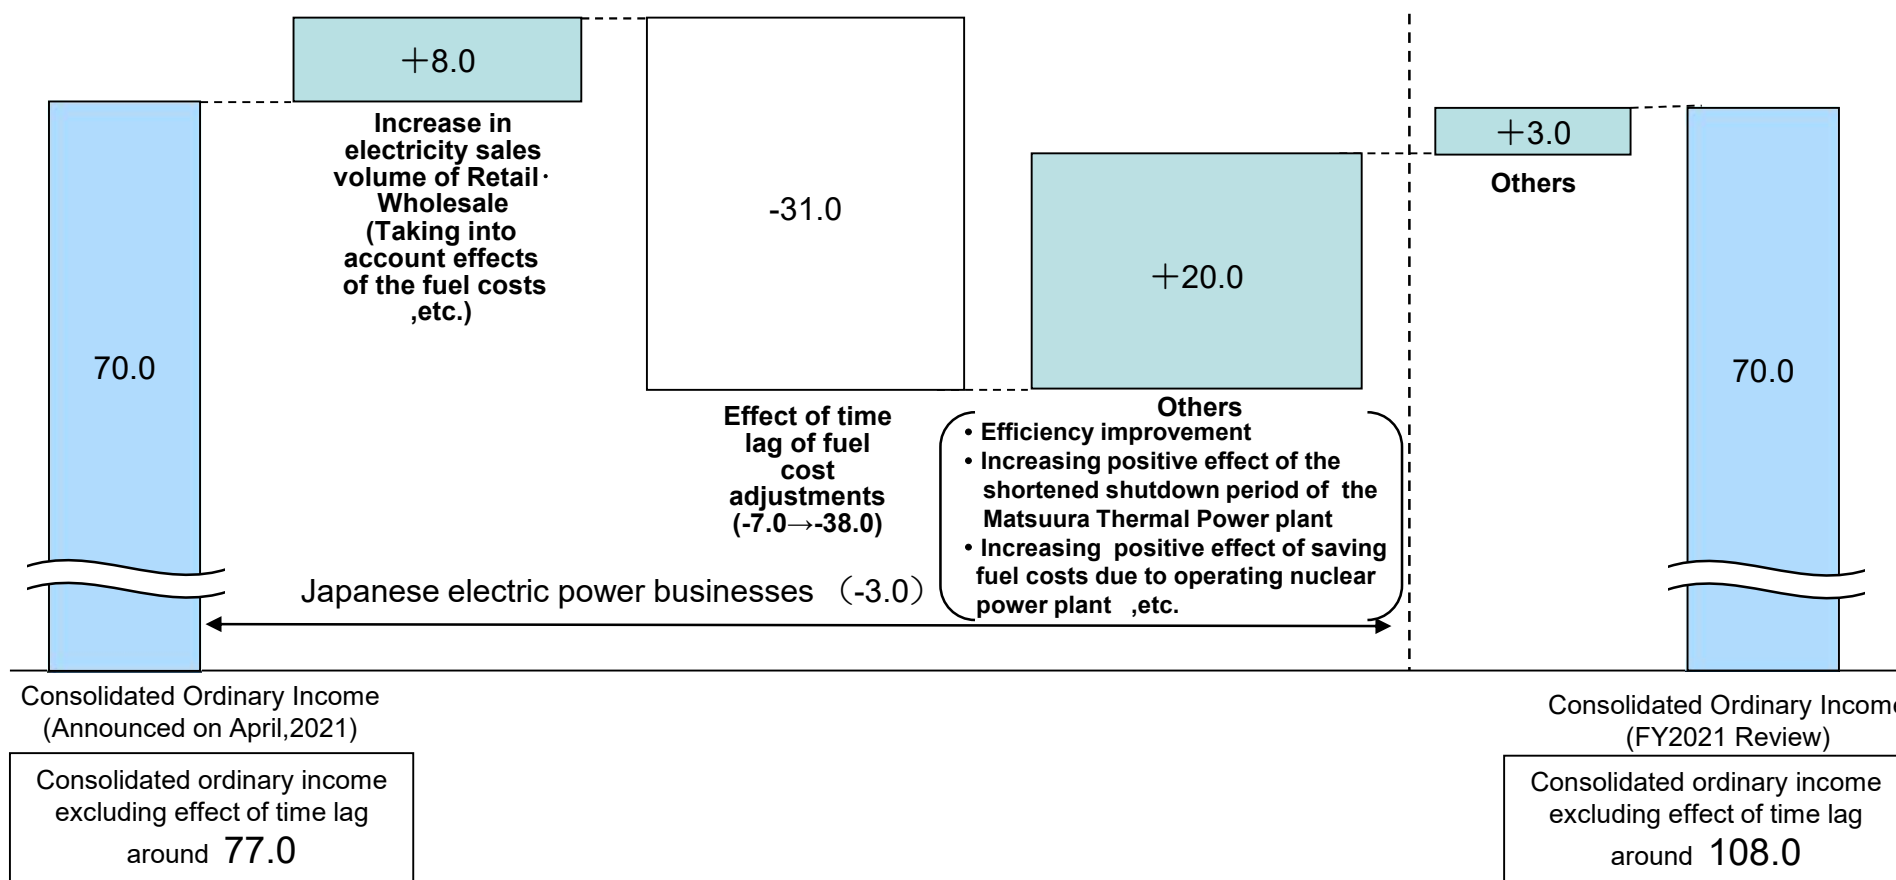 +8.0
Increase in
electricity sales
volume of Retail･
Wholesale
(Taking into
account effects
of the fuel costs
,etc.)
-31.0
Effect of time
lag of fuel
cost
adjustments
(-7.0→-38.0)
+20.0
Others
• Efficiency improvement
• Increasing positive effect of the
shortened shutdown period of the
Matsuura Thermal Power plant
• Increasing positive effect of saving
fuel costs due to operating nuclear
power plant ,etc.
+3.0
Others
70.0
70.0
Japanese electric power businesses （-3.0）
Consolidated Ordinary Income
(Announced on April,2021)
Consolidated ordinary income
excluding effect of time lag
around 77.0
Consolidated Ordinary Income
(FY2021 Review)
Consolidated ordinary income
excluding effect of time lag
around 108.0